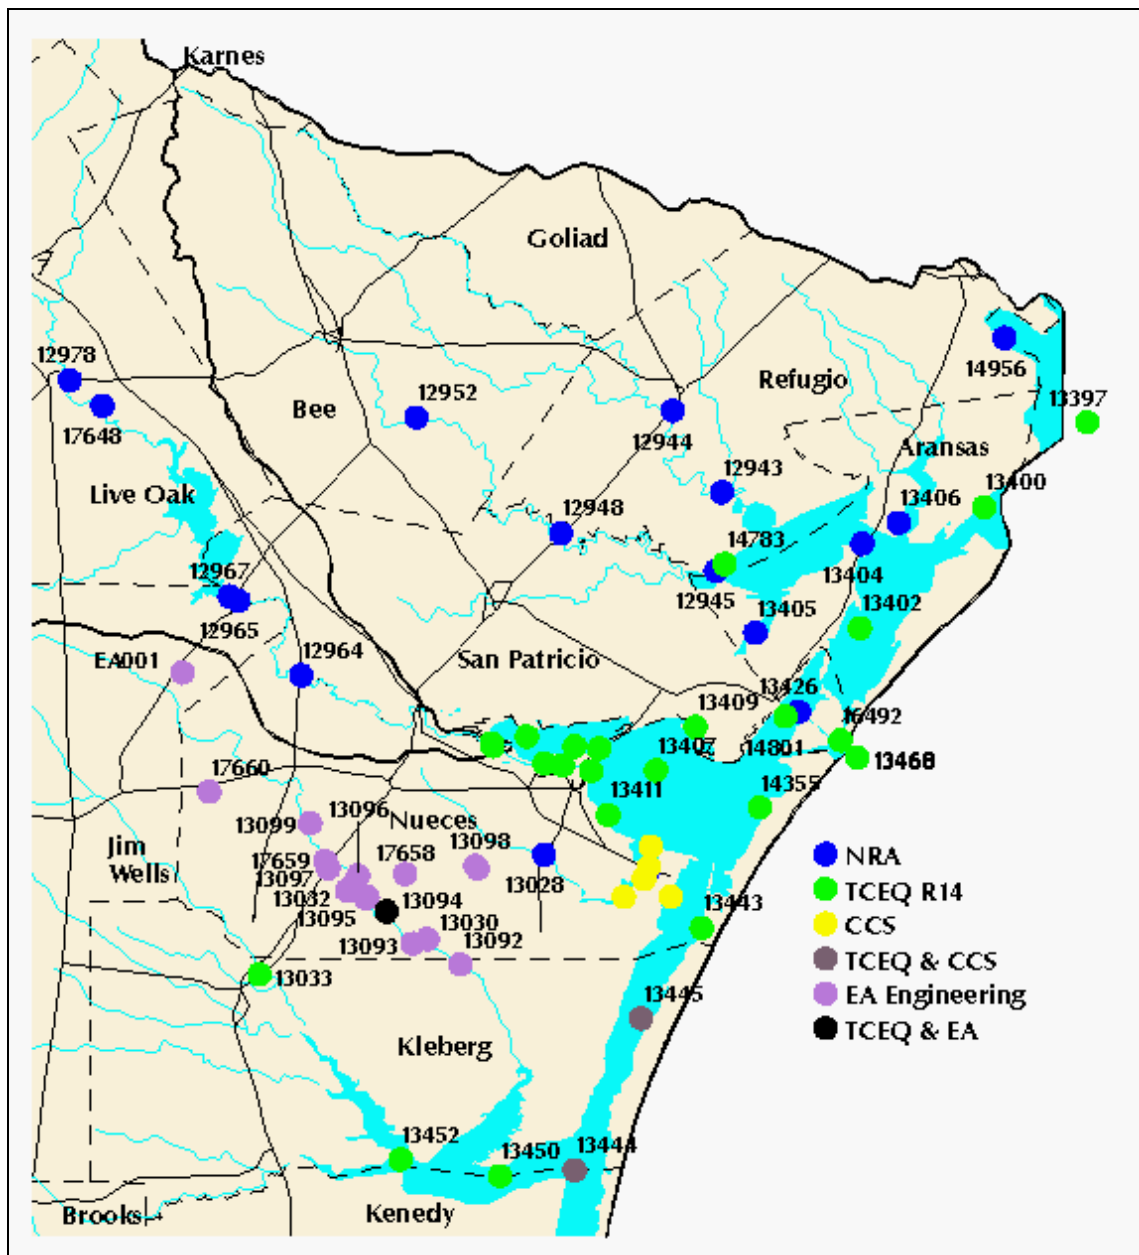 Karnes
Goliad
12978
12952
14956
Refugio
13397
Bee
17648
12944
Aransas
12943
13400
Live Oak
13406
12948
14783
13404
12967
12945
13405
13402
12965
12964
EA001
San Patricio
13426
13409
16492
13407
14801
13468
17660
14355
13411
13096
Nueces
13099
13098
Jim
Wells
17659
17658
13097
13028
13032
13094
13443
13095
13030
13093
13092
13033
13445
Kleberg
13452
13450
13444
Brooks
Kenedy
NRA
TCEQ R14
CCS
TCEQ & CCS
EA Engineering
TCEQ & EA